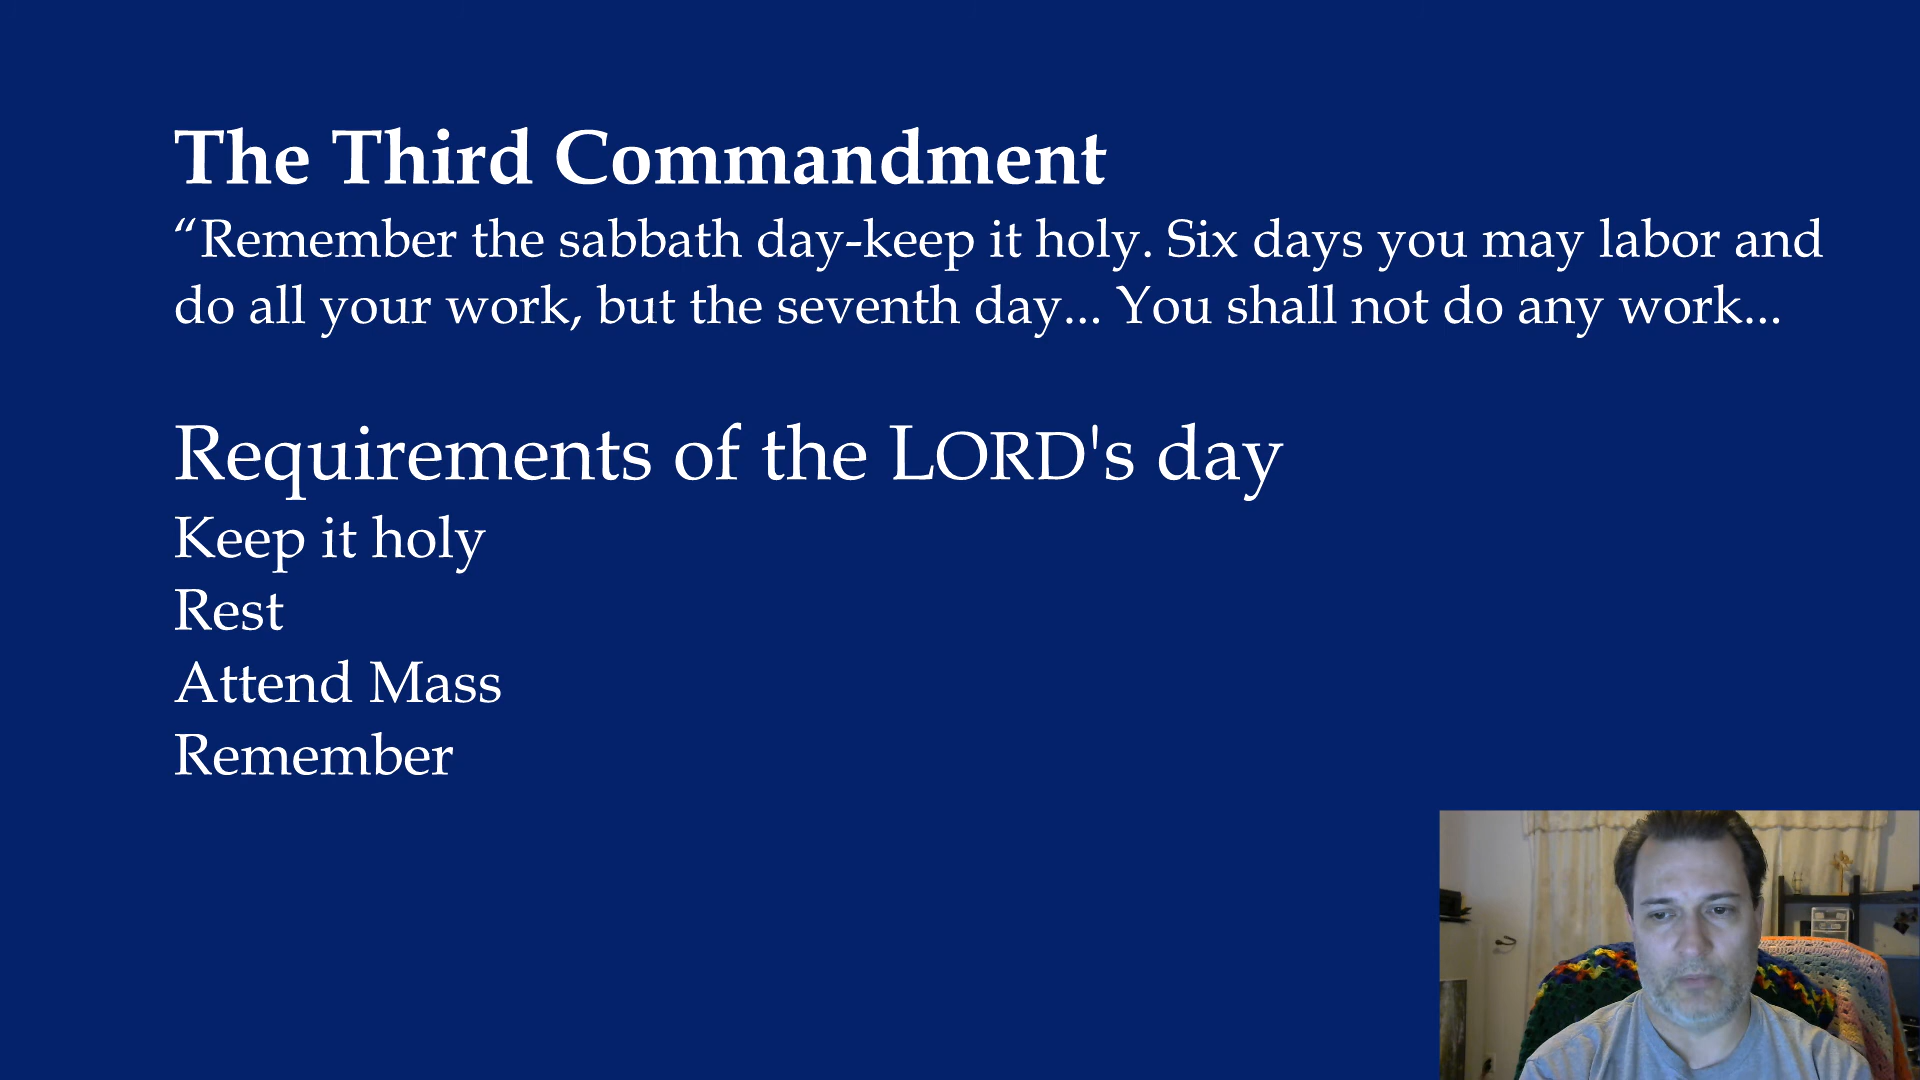 The Third Commandment
“Remember the sabbath day-keep it holy. Six days you may labor and
do all your work, but the seventh day... You shall not do any work...
Requirements of the LORD's day
Keep it holy
Rest
Attend Mass
Remember